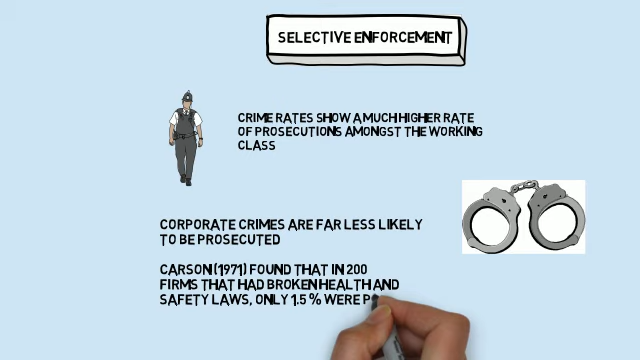 SELECTIVE ENFORCEMENT
CRIME RATES SHOW A MUCH HIGHER RATE
OF PROSECUTIONS AMONGST THE WORKING
CLASS
CORPORATE CRIMES ARE FAR LESS LIKELY
TO BE PROSECUTED
CARSON (1971) FOUND THAT IN 200
FIRMS THAT HAD BROKEN HEALTH AND
SAFETY LAWS, ONLY 1.5 % WERE P